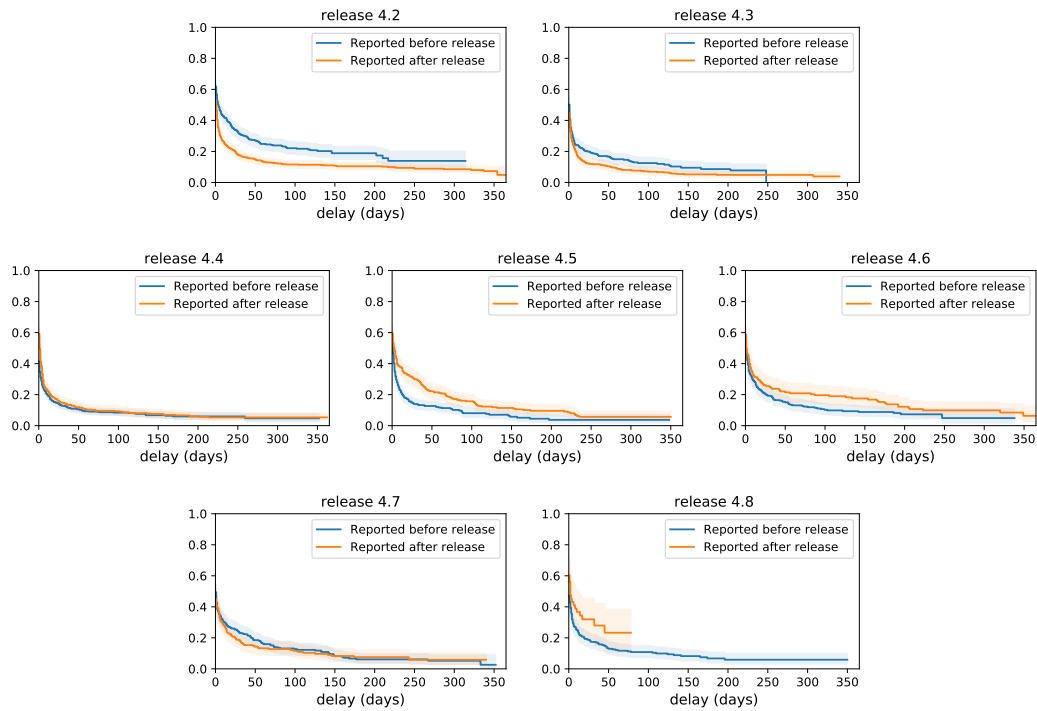 release 4.2
1.0
0.8
0.6
0.4
0.2
0.0
0 50 100 150 200 250 300 350
delay (days)
Reported before release
Reported after release
release 4.3
1.0
0.8
0.6
0.4
0.2
0.0
0 50 100 150 200 250 300 350
delay (days)
Reported before release
Reported after release
release 4.4
1.0
0.8
0.6
0.4
0.2
0.0
0 50 100 150 200 250 300 350
delay (days)
Reported before release
Reported after release
release 4.5
1.0
0.8
0.6
0.4
0.2
0.0
0 50 100 150 200 250 300 350
delay (days)
Reported before release
Reported after release
release 4.6
1.0
0.8
0.6
0.4
0.2
0.0
0 50 100 150 200 250 300 350
delay (days)
Reported before release
Reported after release
release 4.7
1.0
0.8
0.6
0.4
0.2
0.0
0 50 100 150 200 250 300 350
delay (days)
Reported before release
Reported after release
release 4.8
1.0
0.8
0.6
0.4
0.2
0.0
0 50 100 150 200 250 300 350
delay (days)
Reported before release
Reported after release